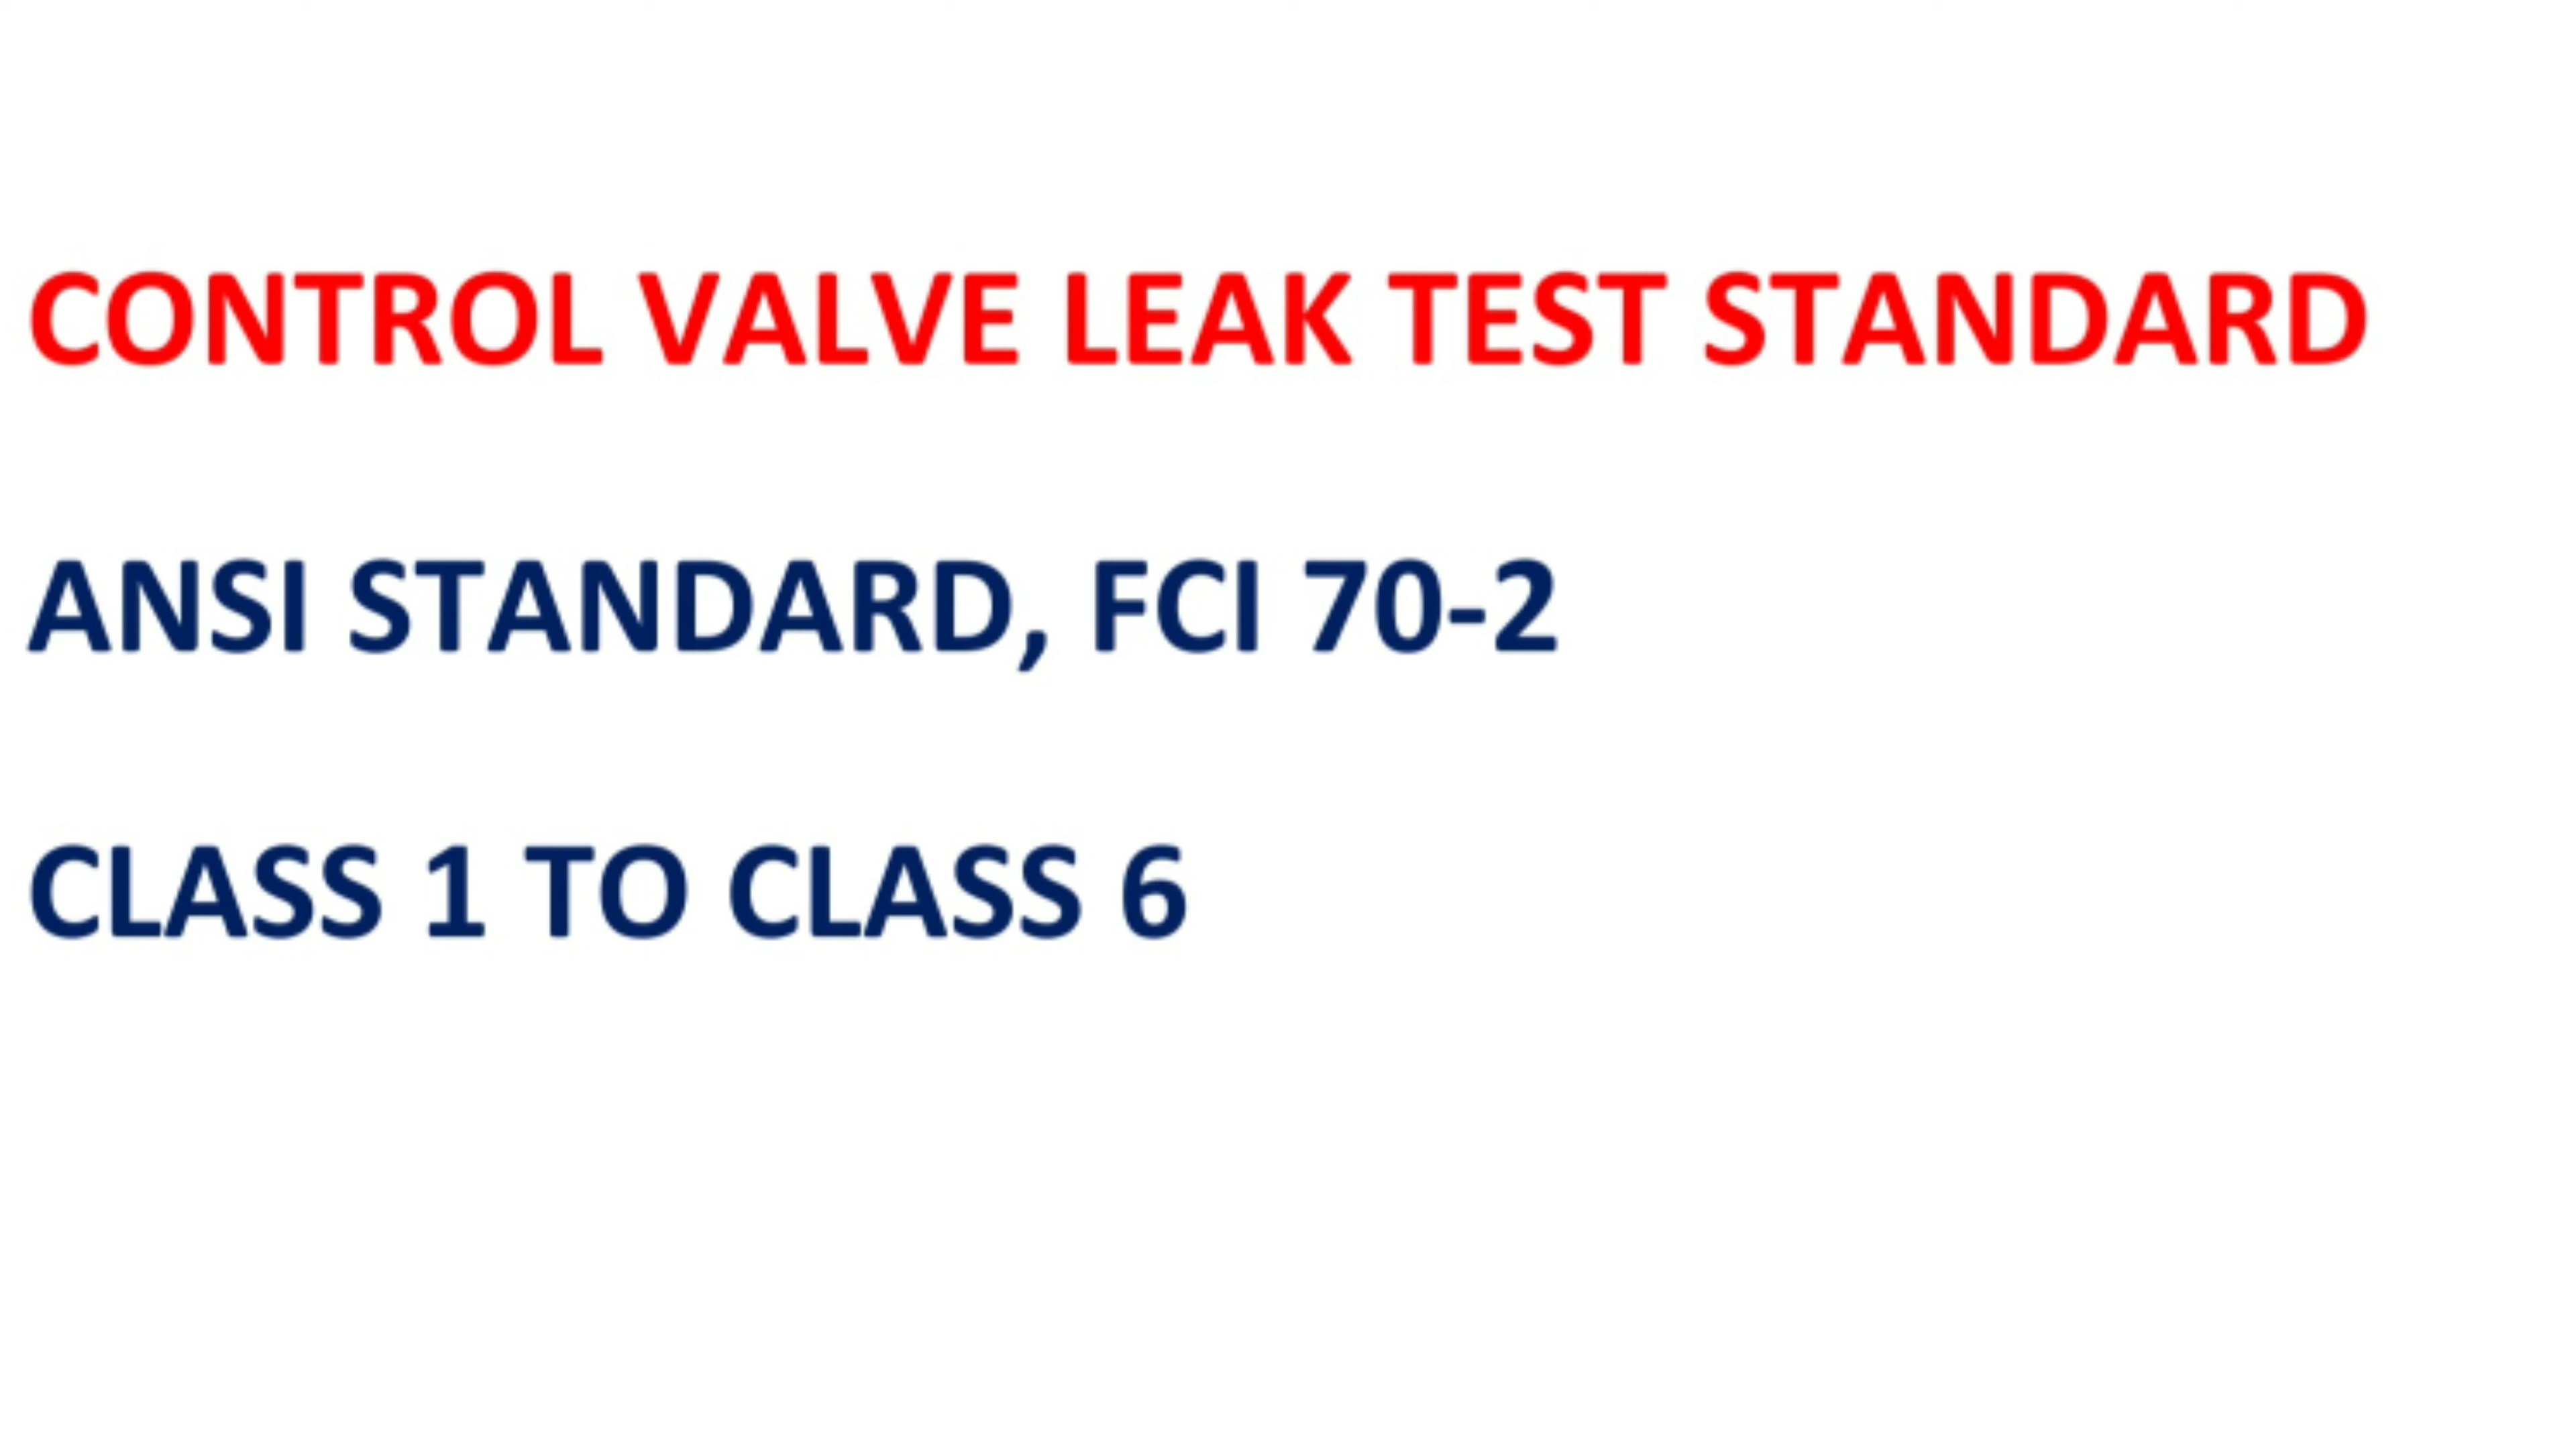 CONTROL VALVE LEAK TEST STANDARD
ANSI STANDARD, FCI 70-2
CLASS 1 TO CLASS 6